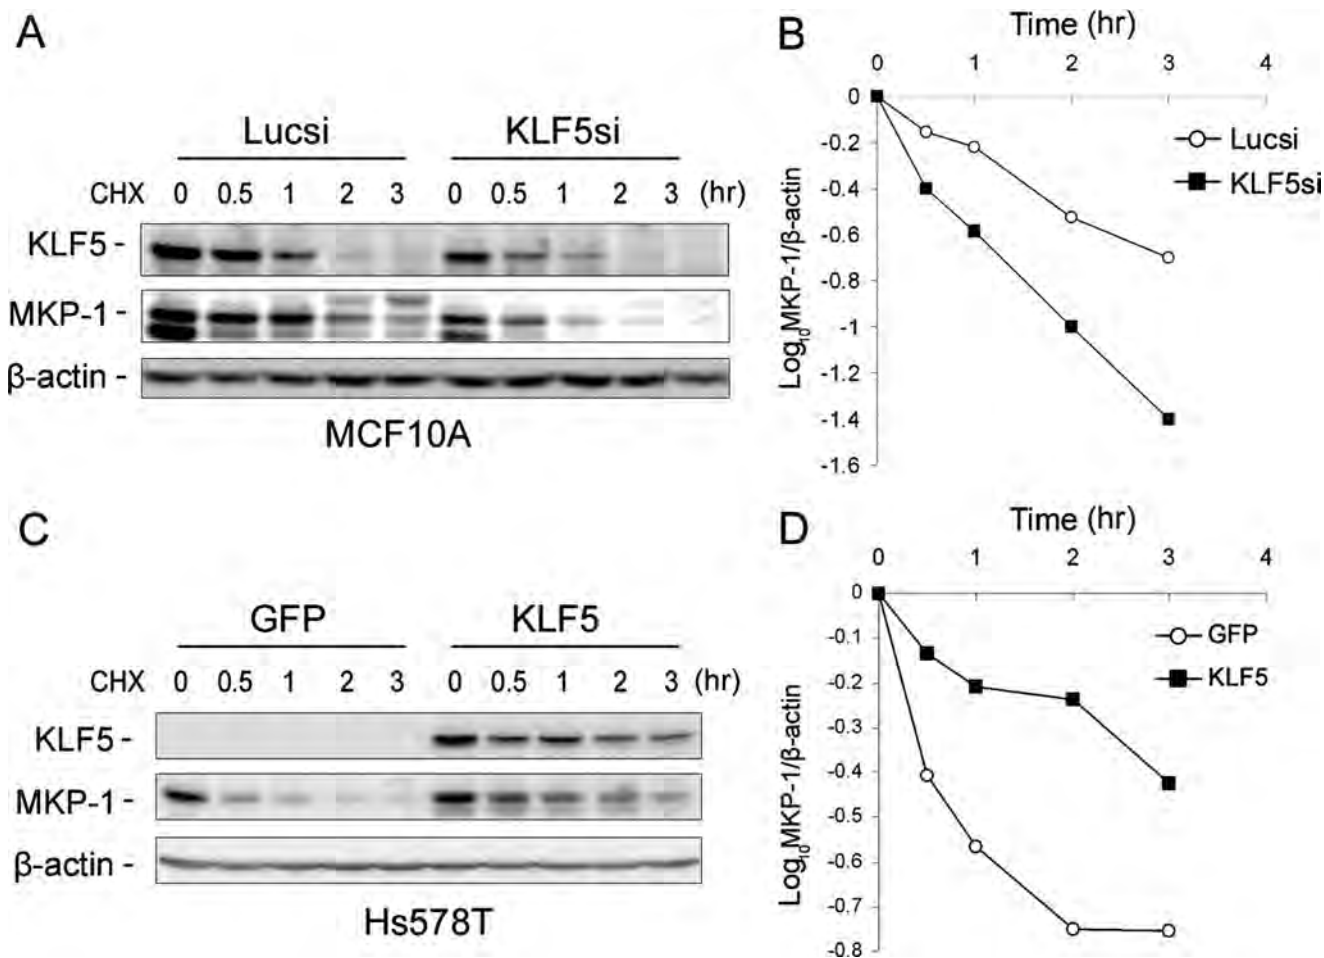 A
Lucsi KLF5si
CHX 0 0.5 1 2 3 0 0.5 1 2 3 (hr)
KLF5 -
MKP-1 -
β-actin -
MCF10A
B
Time (hr)
0 1 2 3 4
0
-0.2
-0.4
-0.6
-0.8
-1
-1.2
-1.4
-1.6
Log₁₀MKP-1/β-actin
Lucsi
KLF5si
C
GFP KLF5
CHX 0 0.5 1 2 3 0 0.5 1 2 3 (hr)
KLF5 -
MKP-1 -
β-actin -
Hs578T
D
Time (hr)
0 1 2 3 4
0
-0.1
-0.2
-0.3
-0.4
-0.5
-0.6
-0.7
-0.8
Log₁₀MKP-1/β-actin
GFP
KLF5